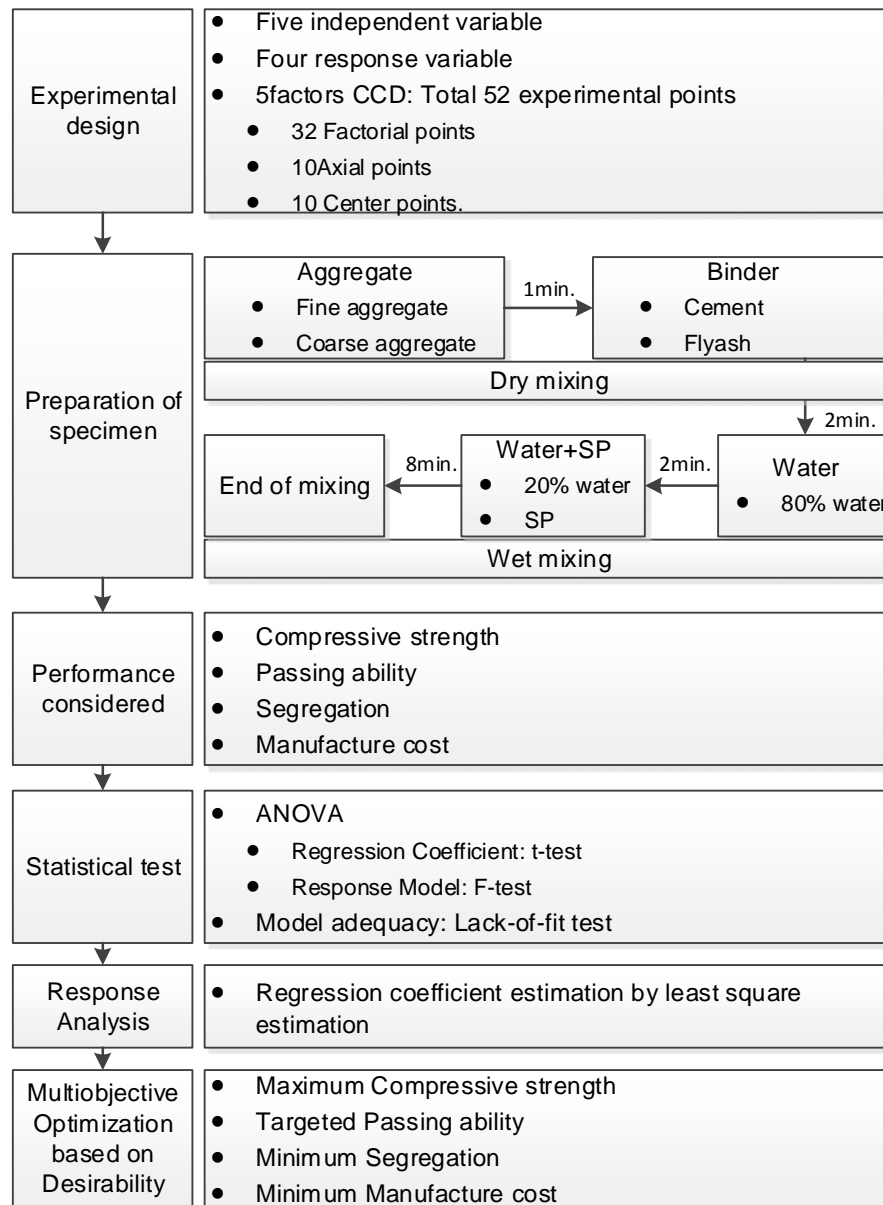 Experimental
design
● Five independent variable
● Four response variable
● 5factors CCD: Total 52 experimental points
● 32 Factorial points
● 10Axial points
● 10 Center points.
Preparation of
specimen
Aggregate
● Fine aggregate
● Coarse aggregate
1min.
Binder
● Cement
● Flyash
Dry mixing
2min.
Water
● 80% water
2min.
Water+SP
● 20% water
● SP
8min.
End of mixing
Wet mixing
Performance
considered
● Compressive strength
● Passing ability
● Segregation
● Manufacture cost
Statistical test
● ANOVA
● Regression Coefficient: t-test
● Response Model: F-test
● Model adequacy: Lack-of-fit test
Response
Analysis
● Regression coefficient estimation by least square
estimation
Multiobjective
Optimization
based on
Desirability
● Maximum Compressive strength
● Targeted Passing ability
● Minimum Segregation
● Minimum Manufacture cost